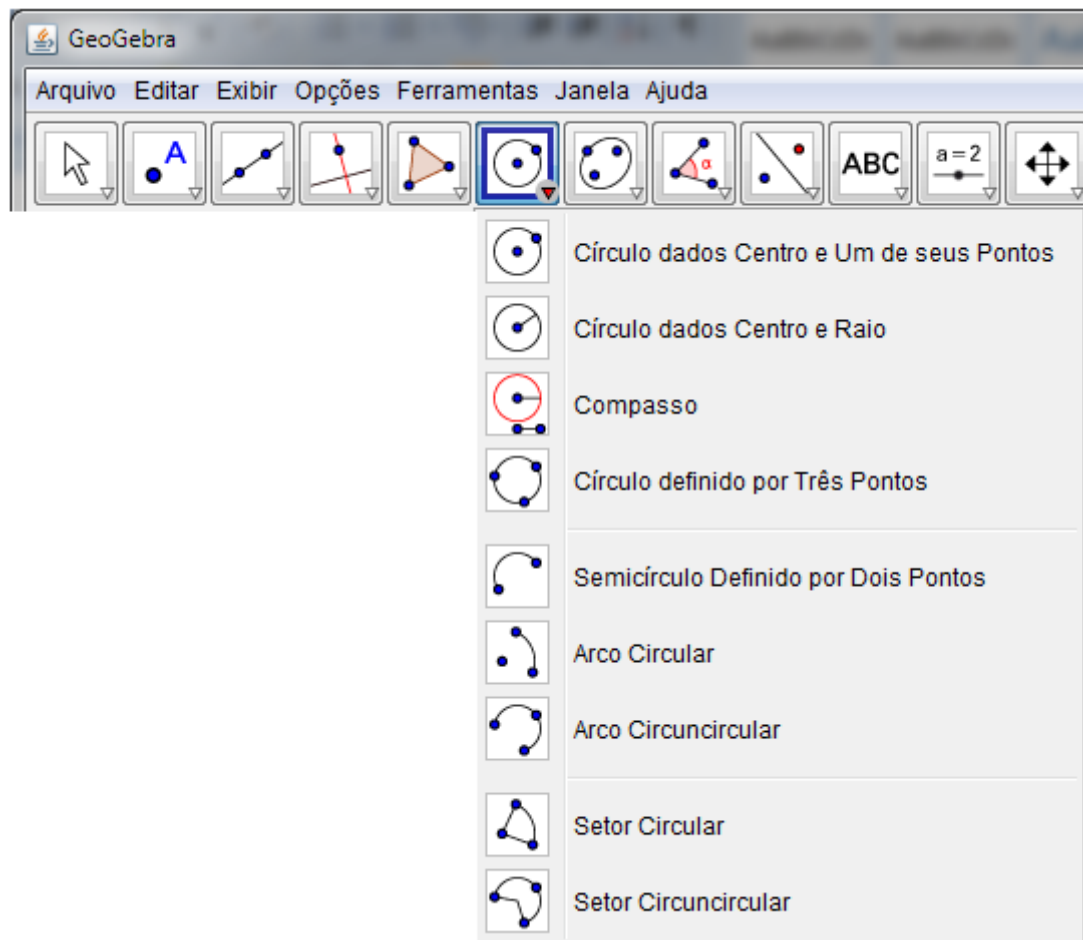 GeoGebra
Arquivo Editar Exibir Opções Ferramentas Janela Ajuda
A α ABC a=2
Círculo dados Centro e Um de seus Pontos
Círculo dados Centro e Raio
Compasso
Círculo definido por Três Pontos
Semicírculo Definido por Dois Pontos
Arco Circular
Arco Circuncircular
Setor Circular
Setor Circuncircular